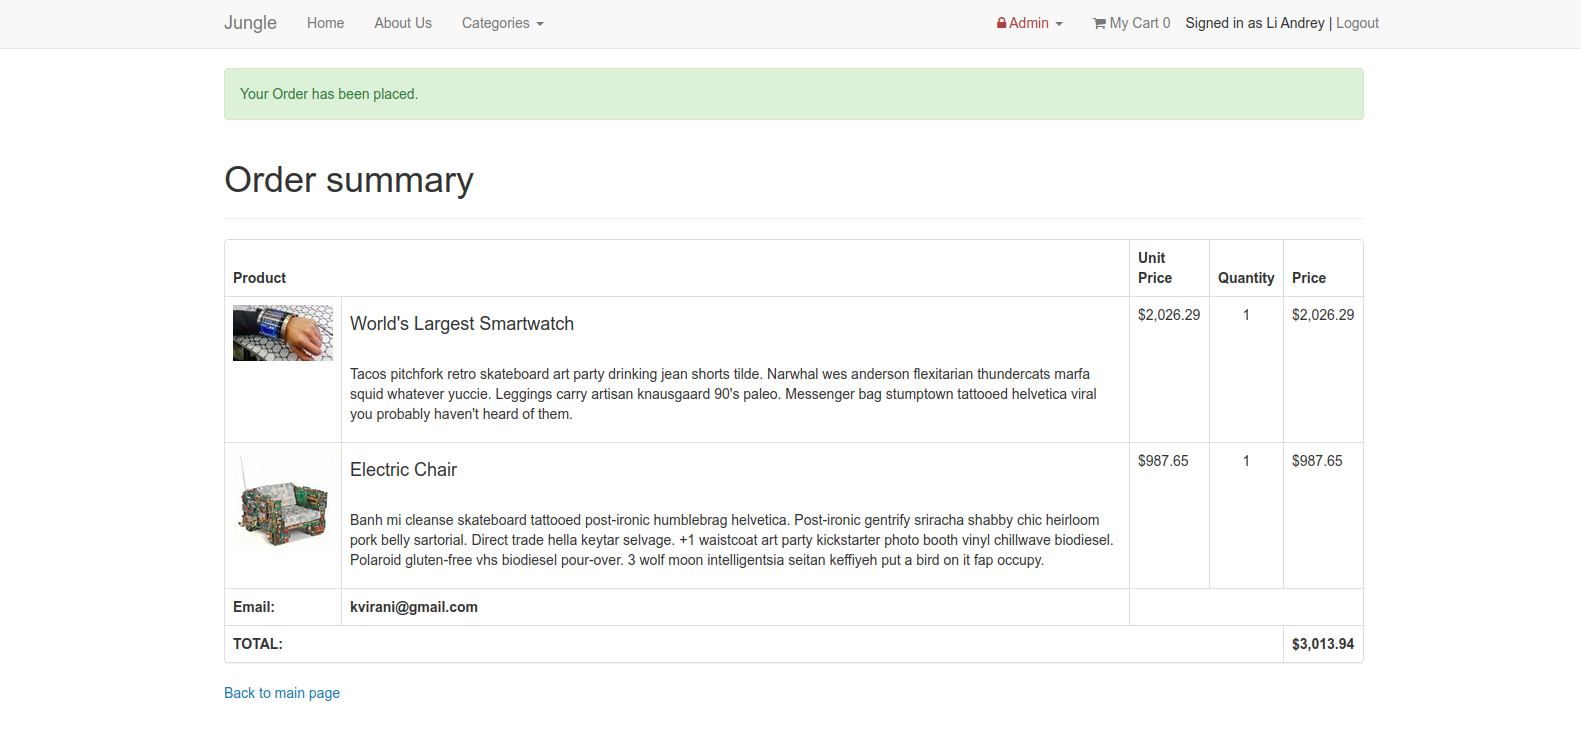 Jungle Home About Us Categories Admin My Cart 0 Signed in as Li Andrey | Logout
Your Order has been placed.
Order summary
Product Unit Price Quantity Price
World's Largest Smartwatch $2,026.29 1 $2,026.29
Tacos pitchfork retro skateboard art party drinking jean shorts tilde. Narwhal wes anderson flexitarian thundercats marfa
squid whatever yuccie. Leggings carry artisan knausgaard 90's paleo. Messenger bag stumptown tattooed helvetica viral
you probably haven't heard of them.
Electric Chair $987.65 1 $987.65
Banh mi cleanse skateboard tattooed post-ironic humblebrag helvetica. Post-ironic gentrify sriracha shabby chic heirloom
pork belly sartorial. Direct trade hella keytar selvage. +1 waistcoat art party kickstarter photo booth vinyl chillwave biodiesel.
Polaroid gluten-free vhs biodiesel pour-over. 3 wolf moon intelligentsia seitan keffiyeh put a bird on it fap occupy.
Email: kvirani@gmail.com
TOTAL: $3,013.94
Back to main page